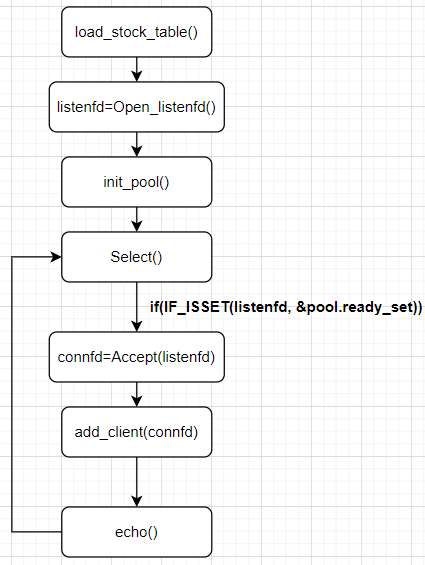 load_stock_table()
listenfd=Open_listenfd()
init_pool()
Select()
if(IF_ISSET(listenfd, &pool.ready_set))
connfd=Accept(listenfd)
add_client(connfd)
echo()